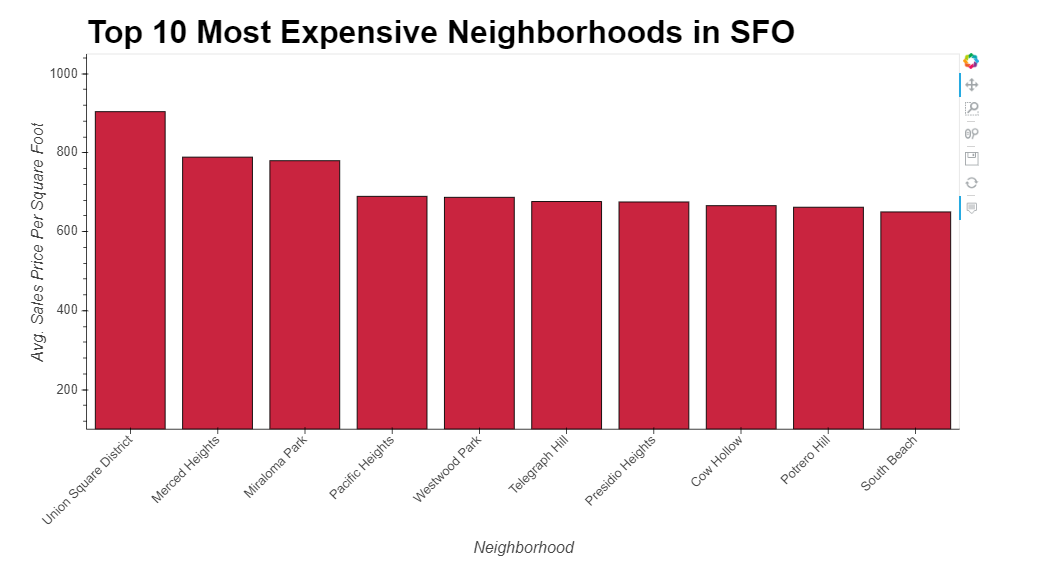 Top 10 Most Expensive Neighborhoods in SFO
1000
800
600
400
200
Avg. Sales Price Per Square Foot
Union Square District
Merced Heights
Miraloma Park
Pacific Heights
Westwood Park
Telegraph Hill
Presidio Heights
Cow Hollow
Potrero Hill
South Beach
Neighborhood